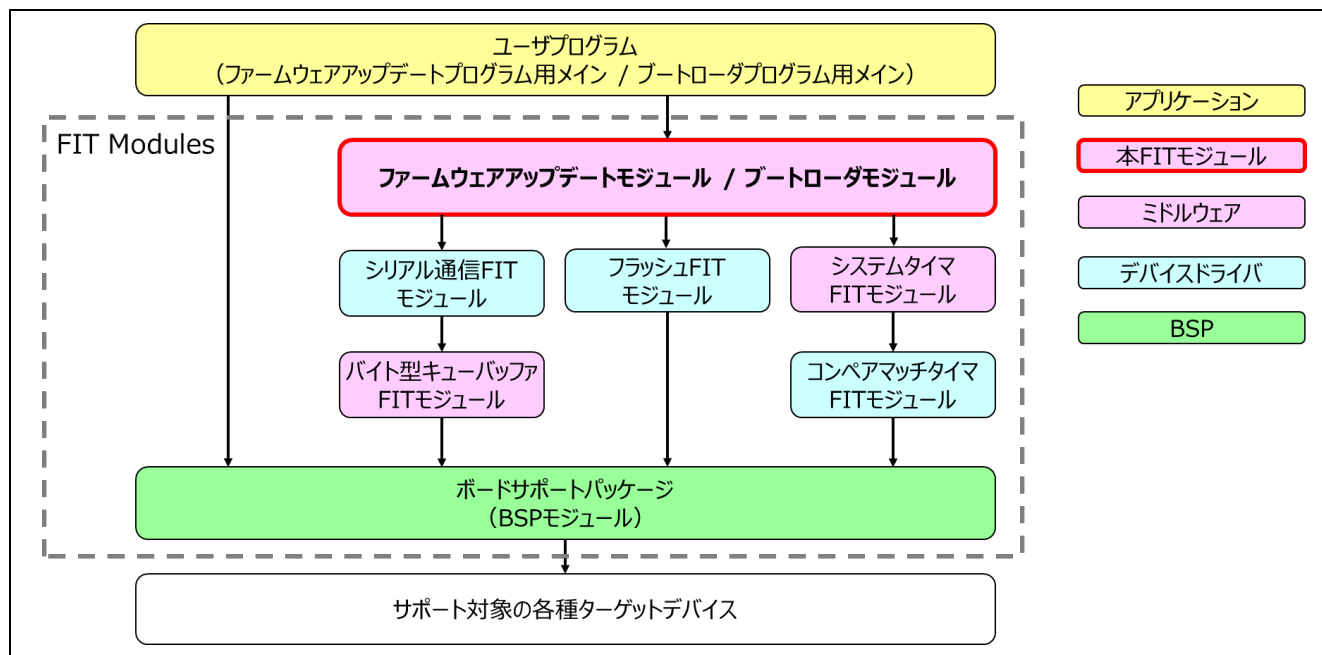 ユーザプログラム
（ファームウェアアップデートプログラム用メイン / ブートローダプログラム用メイン）
FIT Modules
ファームウェアアップデートモジュール / ブートローダモジュール
シリアル通信FIT
モジュール
フラッシュFIT
モジュール
システムタイマ
FITモジュール
バイト型キューバッファ
FITモジュール
コンペアマッチタイマ
FITモジュール
ボードサポートパッケージ
（BSPモジュール）
サポート対象の各種ターゲットデバイス
アプリケーション
本FITモジュール
ミドルウェア
デバイスドライバ
BSP